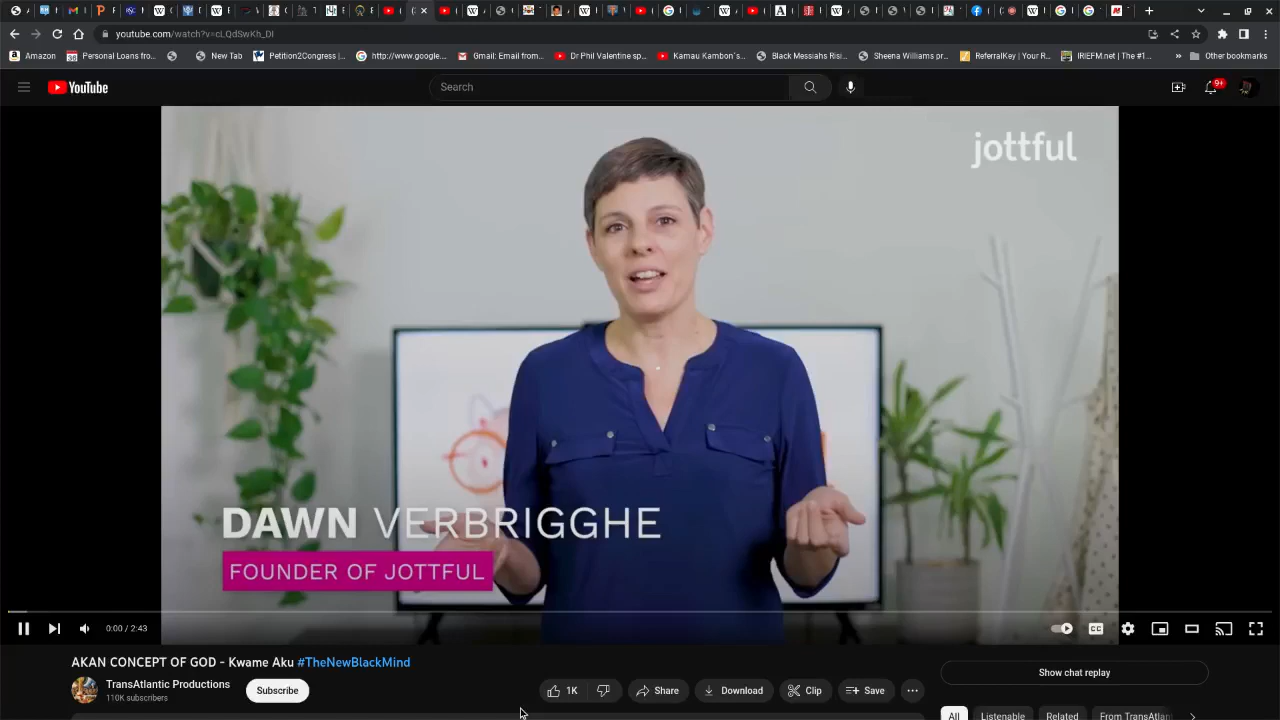 youtube.com/watch?v=cLQdSwKh_DI
Amazon
Personal Loans fro...
New Tab
Petition2Congress |...
http://www.google...
Gmail: Email from...
Dr Phil Valentine sp...
Kamau Kambon's...
Black Messiahs Risi...
Sheena Williams pr...
ReferralKey | Your R...
IRIEFM.net | The #1...
»
Other bookmarks
YouTube
Search
9+
jottful
DAWN VERBRIGGHE
FOUNDER OF JOTTFUL
0:00 / 2:43
CC
AKAN CONCEPT OF GOD - Kwame Aku #TheNewBlackMind
TransAtlantic Productions
110K subscribers
Subscribe
1K
Share
Download
Clip
Save
Show chat replay
All
Listenable
Related
From TransAtlan